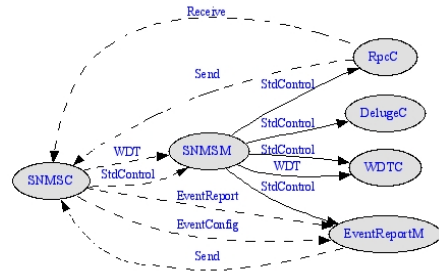 Receive
RpcC
Send
StdControl
DelugeC
StdControl
StdControl
SNMSM
WDT
WDT
WDTC
StdControl
SNMSC
StdControl
EventReport
EventConfig
EventReportM
Send